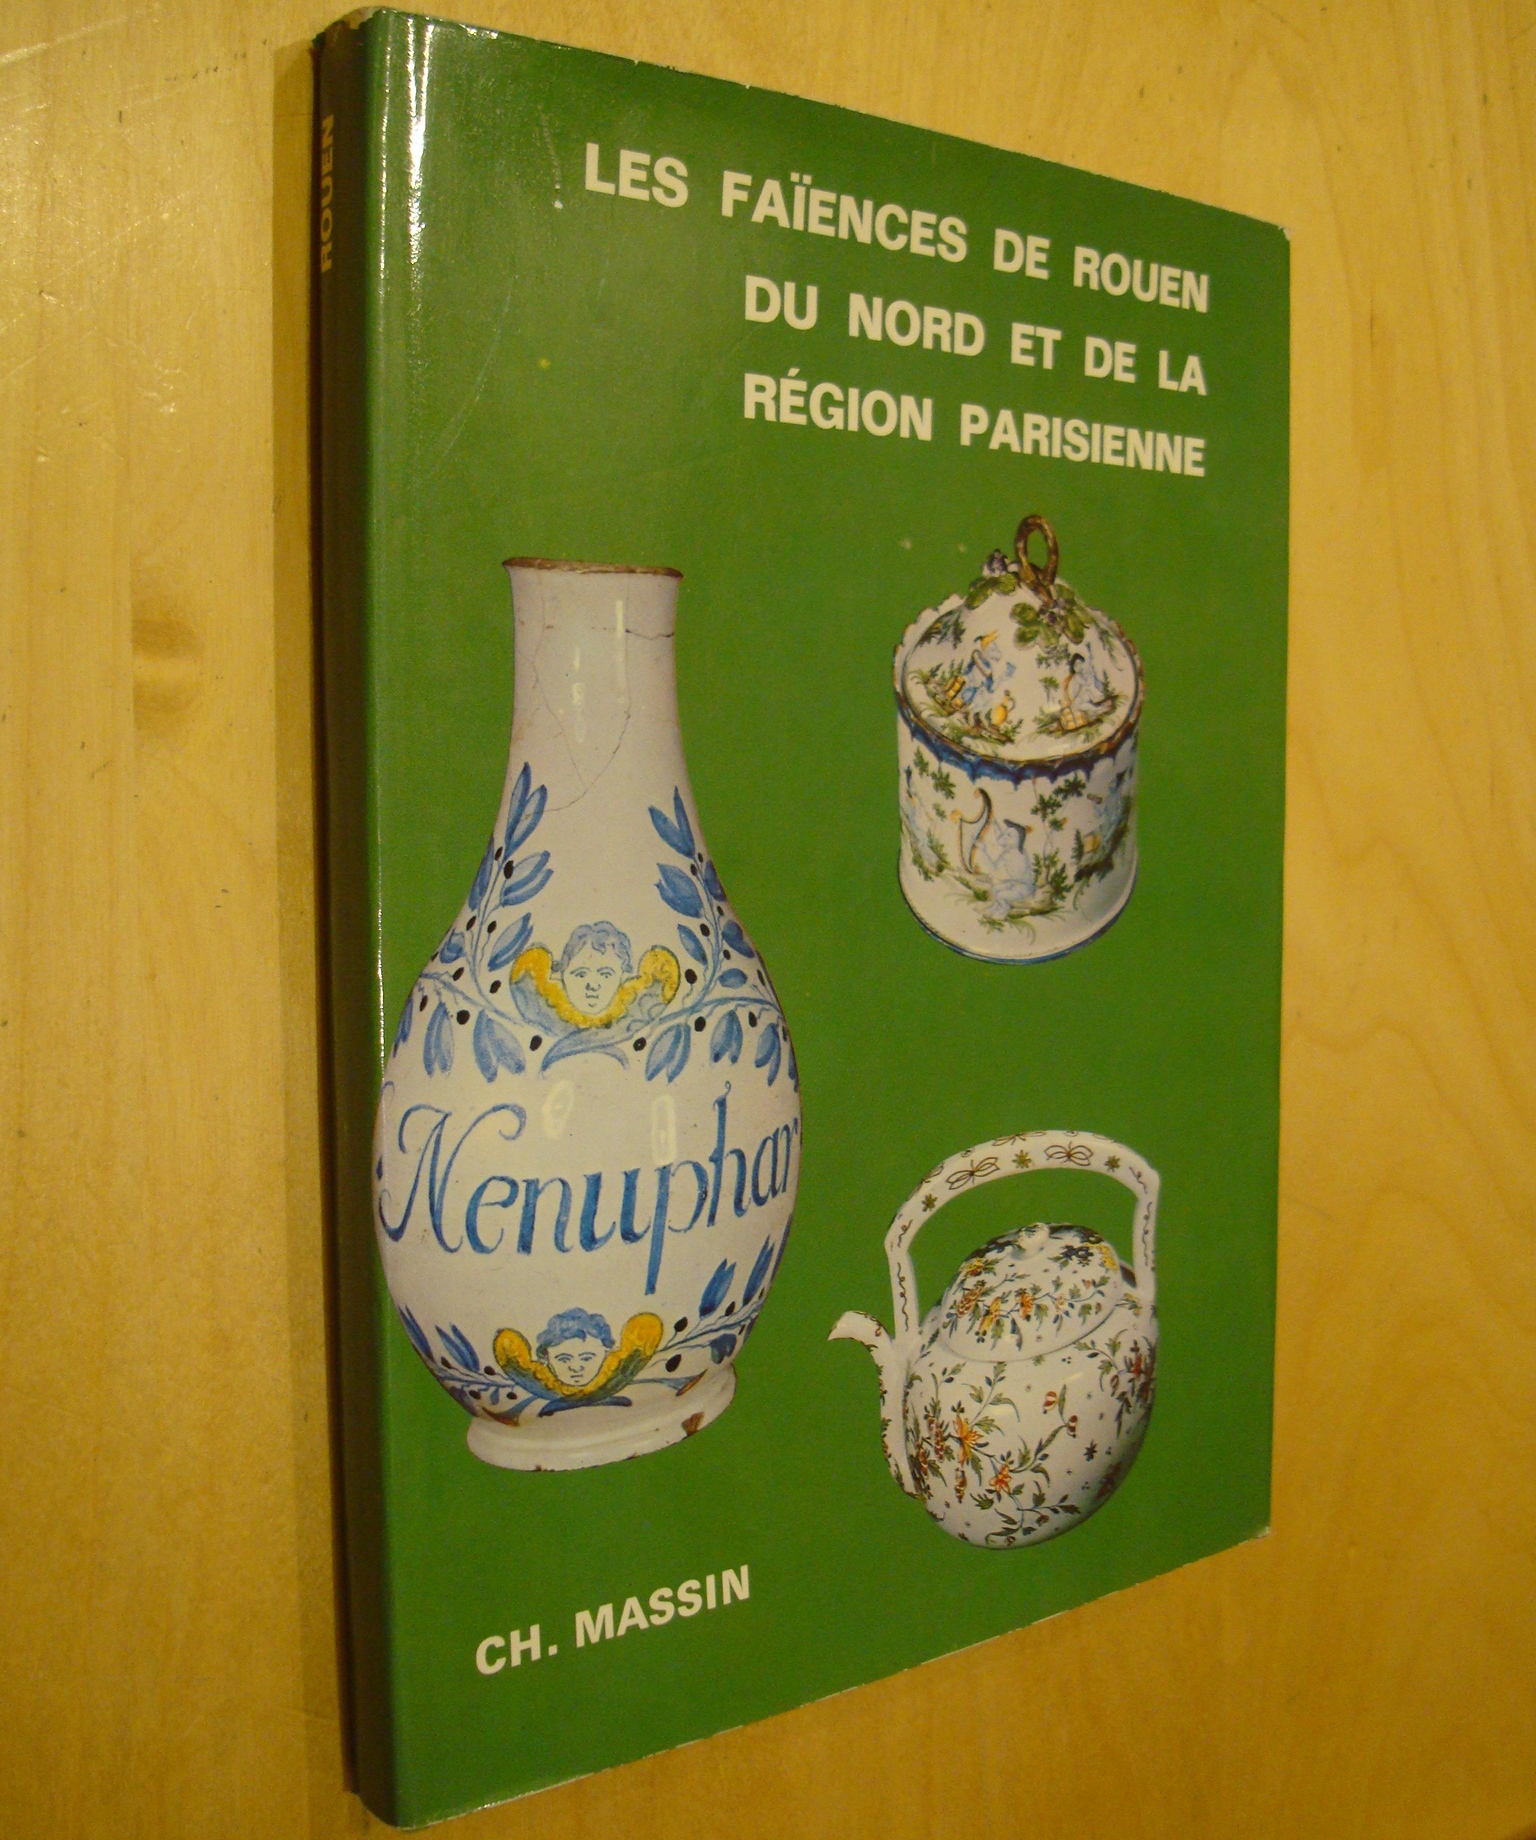 ROUEN
LES FAÏENCES DE ROUEN
DU NORD ET DE LA
RÉGION PARISIENNE
Nenuphar
CH. MASSIN